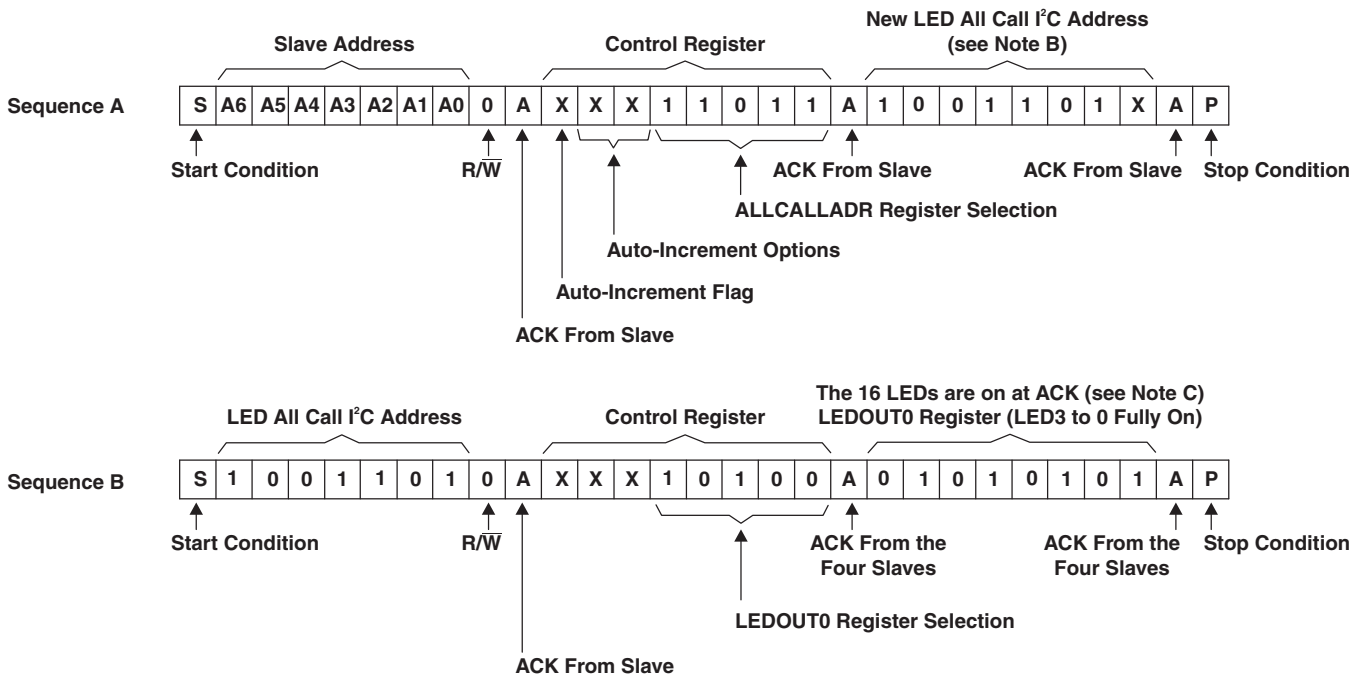 New LED All Call I²C Address
(see Note B)
Slave Address
Control Register
Sequence A
S A6 A5 A4 A3 A2 A1 A0 0 A X X X 1 1 0 1 1 A 1 0 0 1 1 0 1 X A P
Start Condition
R/W̅
ACK From Slave
ACK From Slave
Stop Condition
ALLCALLADR Register Selection
Auto-Increment Options
Auto-Increment Flag
ACK From Slave
The 16 LEDs are on at ACK (see Note C)
LED All Call I²C Address
Control Register
LEDOUT0 Register (LED3 to 0 Fully On)
Sequence B
S 1 0 0 1 1 0 1 0 A X X X 1 0 1 0 0 A 0 1 0 1 0 1 0 1 A P
Start Condition
R/W̅
ACK From the
Four Slaves
ACK From the
Four Slaves
Stop Condition
LEDOUT0 Register Selection
ACK From Slave